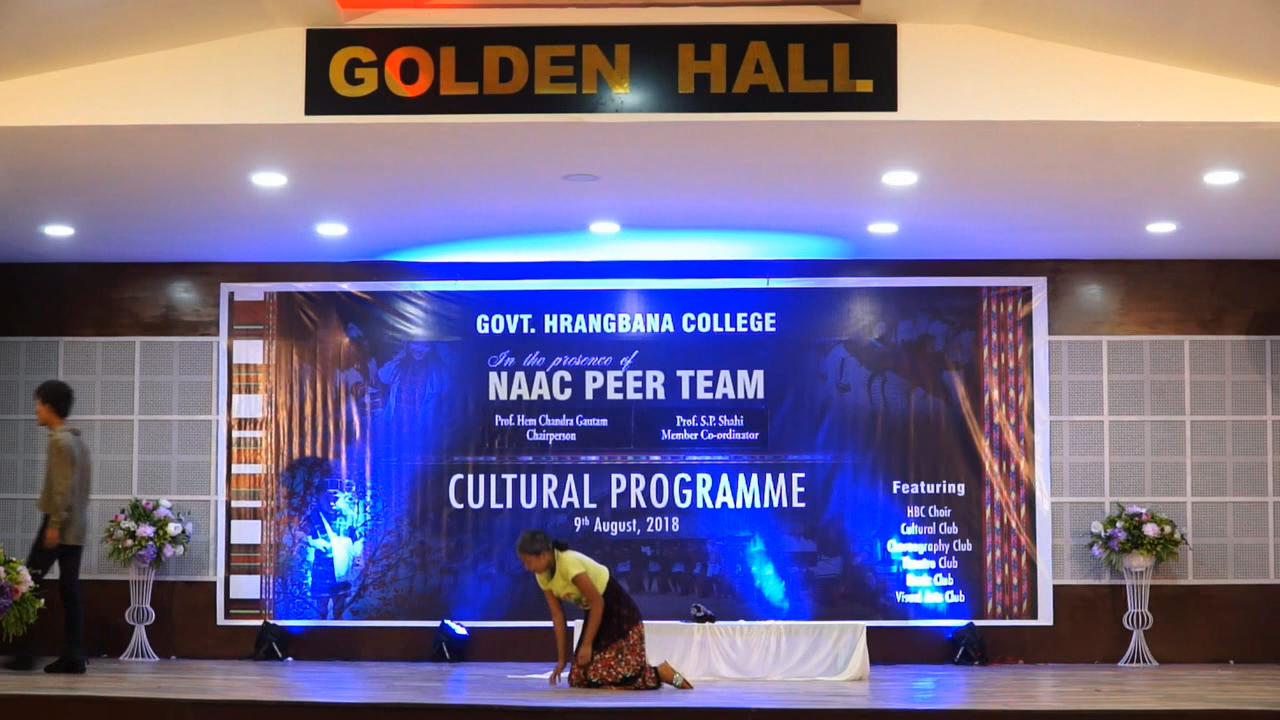 GOLDEN HALL
GOVT. HRANGBANA COLLEGE
In the presence of
NAAC PEER TEAM
Prof. Hem Chandra Gautam
Chairperson
Prof. S.P. Shahi
Member Co-ordinator
CULTURAL PROGRAMME
9th August, 2018
Featuring
HBC Choir
Cultural Club
Choreography Club
Theatre Club
Club
Visual Arts Club